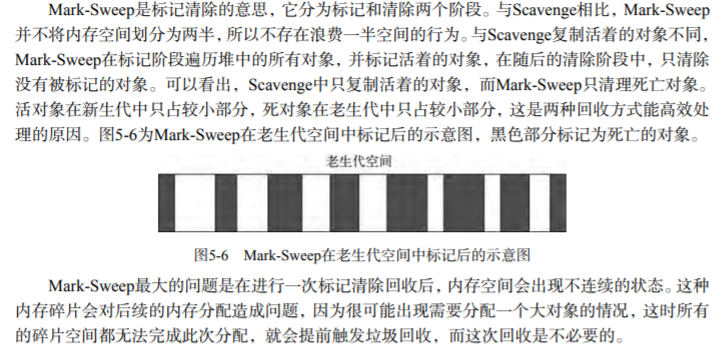 Mark-Sweep是标记清除的意思，它分为标记和清除两个阶段。与Scavenge相比，Mark-Sweep
并不将内存空间划分为两半，所以不存在浪费一半空间的行为。与Scavenge复制活着的对象不同，
Mark-Sweep在标记阶段遍历堆中的所有对象，并标记活着的对象，在随后的清除阶段中，只清除
没有被标记的对象。可以看出，Scavenge中只复制活着的对象，而Mark-Sweep只清理死亡对象。
活对象在新生代中只占较小部分，死对象在老生代中只占较小部分，这是两种回收方式能高效处
理的原因。图5-6为Mark-Sweep在老生代空间中标记后的示意图，黑色部分标记为死亡的对象。
老生代空间
图5-6 Mark-Sweep在老生代空间中标记后的示意图
Mark-Sweep最大的问题是在进行一次标记清除回收后，内存空间会出现不连续的状态。这种
内存碎片会对后续的内存分配造成问题，因为很可能出现需要分配一个大对象的情况，这时所有
的碎片空间都无法完成此次分配，就会提前触发垃圾回收，而这次回收是不必要的。